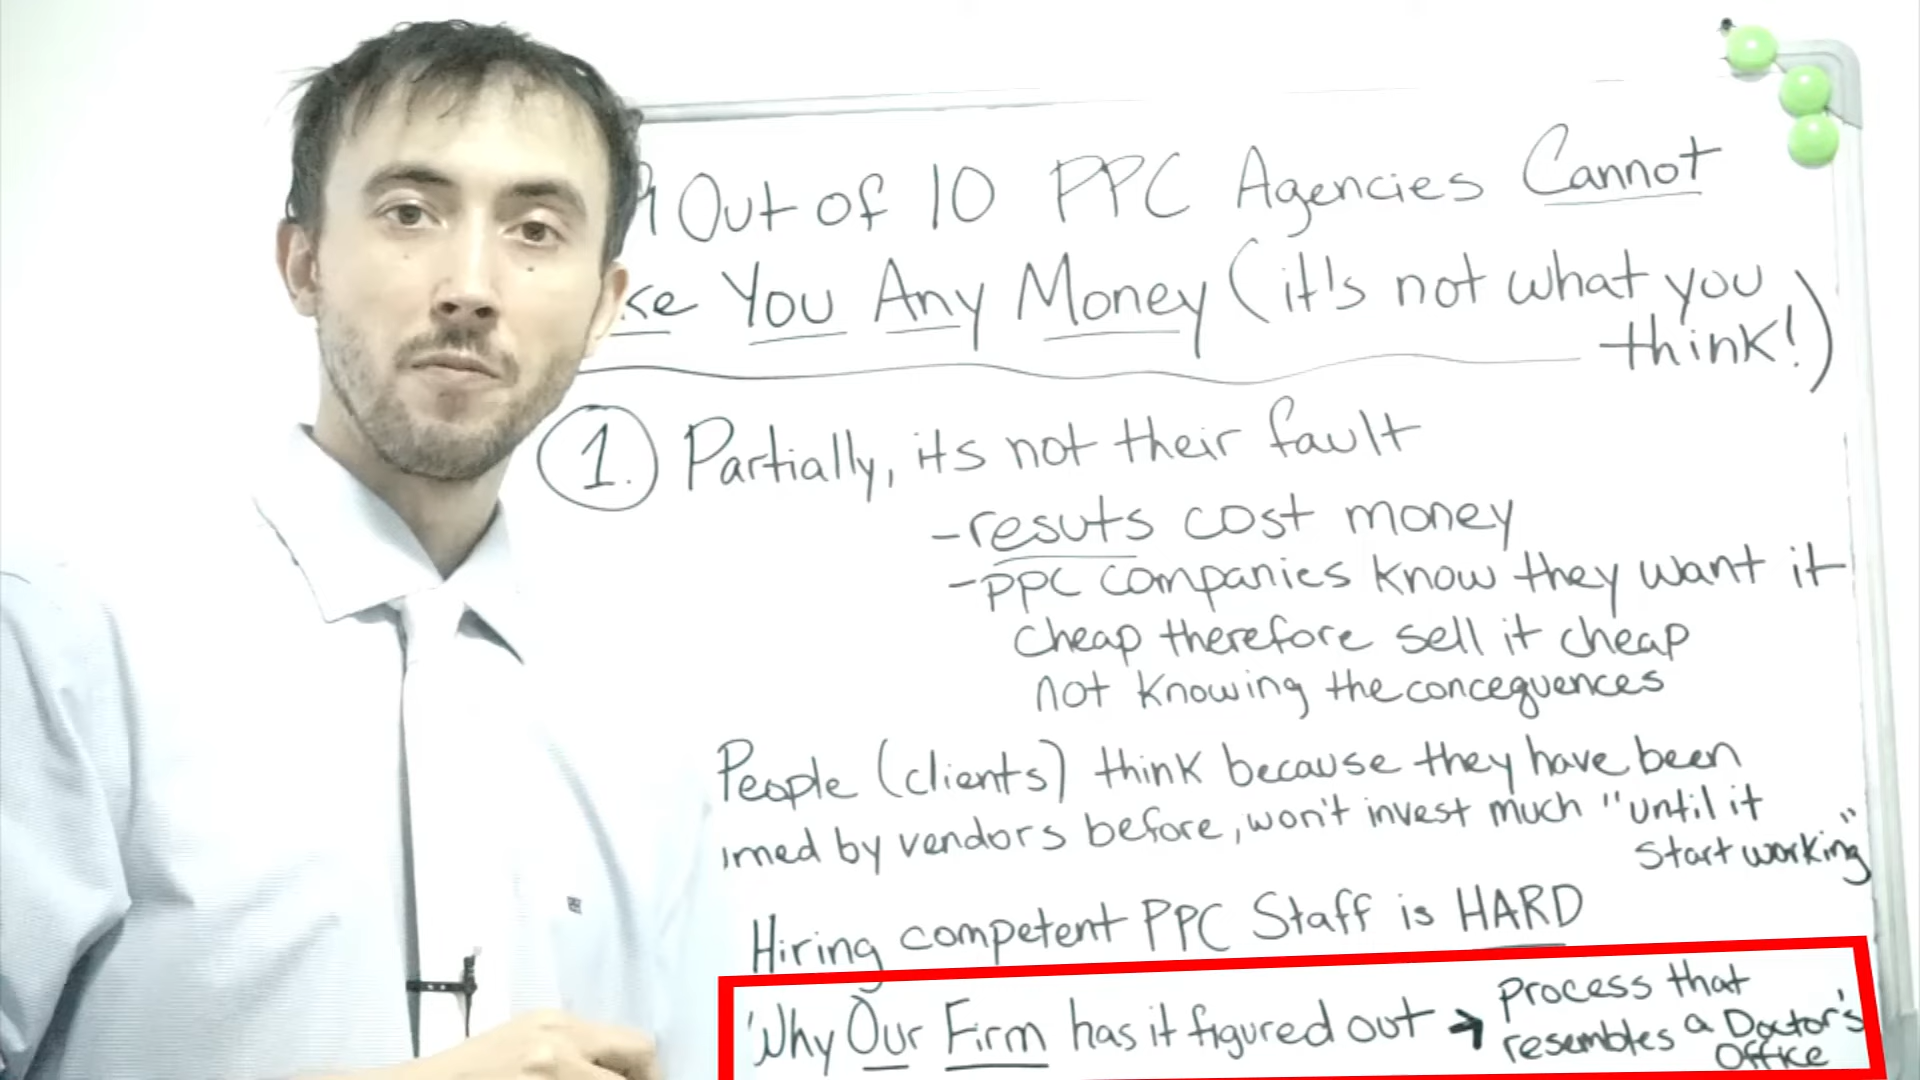 9 Out of 10 PPC Agencies Cannot
ke You Any Money (it's not what you
think!)
1. Partially, its not their fault
-resuts cost money
-ppc companies know they want it
cheap therefore sell it cheap
not knowing the concequences
People (clients) think because they have been
rned by vendors before, won't invest much "until it
start working"
Hiring competent PPC Staff is HARD
Why Our Firm has it figured out → process that
resembles a Doctor's
Office